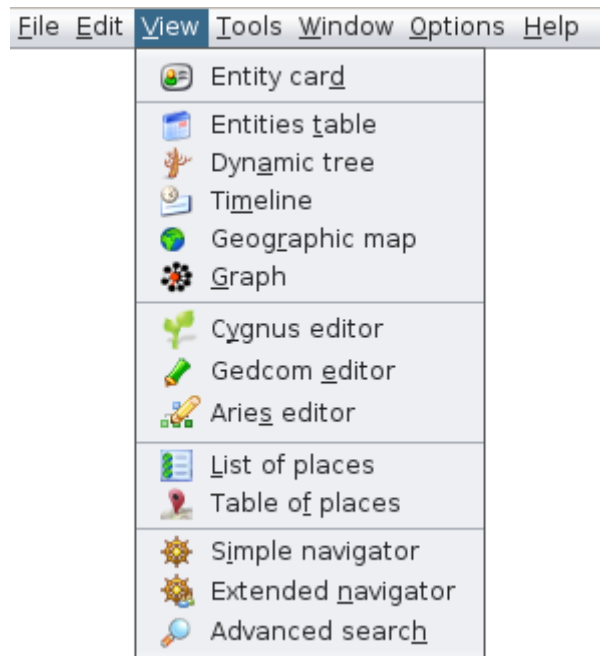 File Edit View Tools Window Options Help
Entity card
Entities table
Dynamic tree
Timeline
Geographic map
Graph
Cygnus editor
Gedcom editor
Aries editor
List of places
Table of places
Simple navigator
Extended navigator
Advanced search